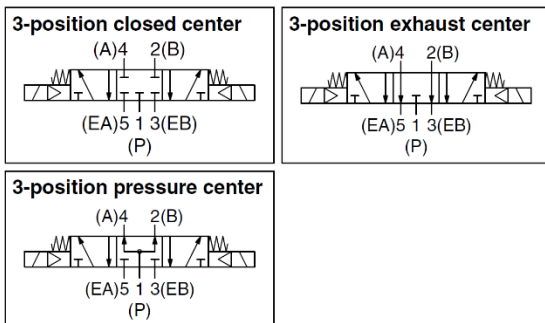 3-position closed center
(A)4 2(B)
(EA)5 1 3(EB)
(P)
3-position exhaust center
(A)4 2(B)
(EA)5 1 3(EB)
(P)
3-position pressure center
(A)4 2(B)
(EA)5 1 3(EB)
(P)